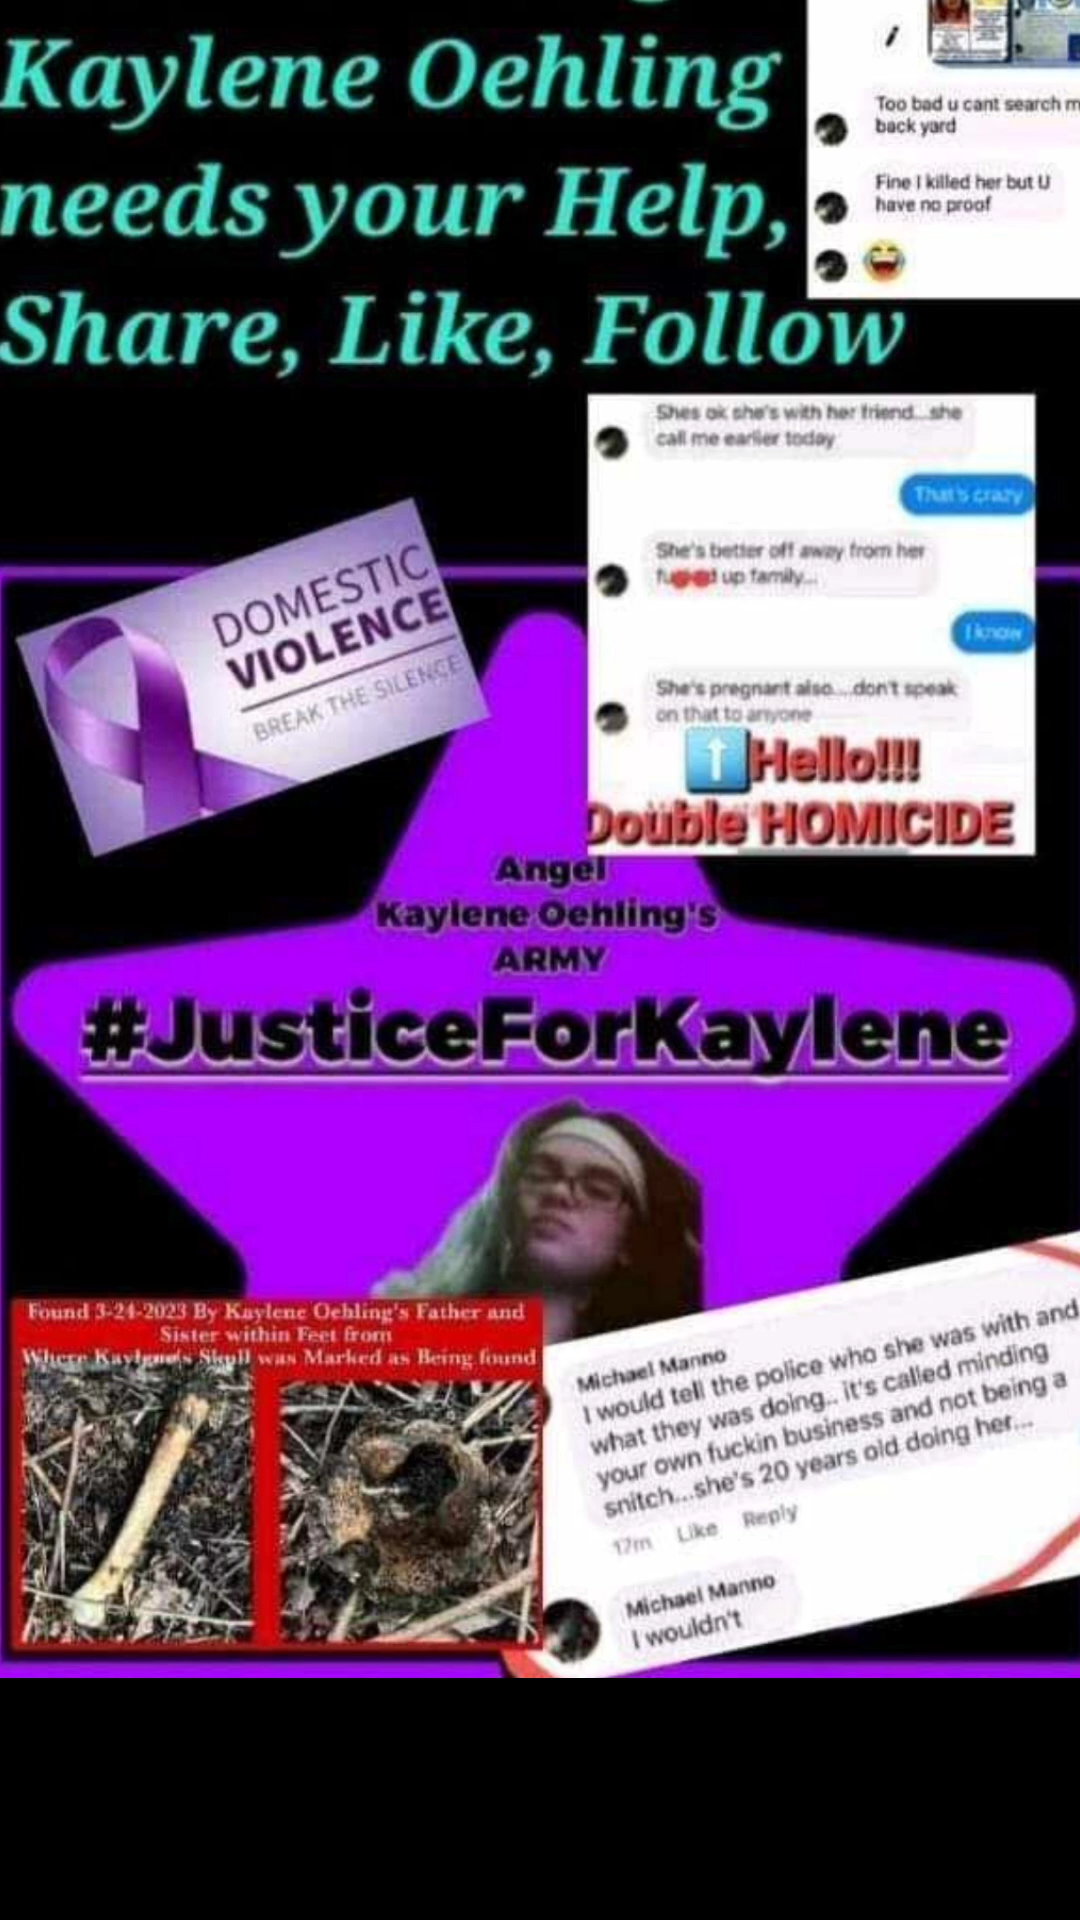 Kaylene Oehling
needs your Help,
Share, Like, Follow
Too bad u cant search m
back yard
Fine I killed her but U
have no proof
Shes ok she's with her friend...she
call me earlier today
That's crazy
She's better off away from her
fu d up family...
I know
She's pregnant also....don't speak
on that to anyone
Hello!!!
Double HOMICIDE
DOMESTIC
VIOLENCE
BREAK THE SILENCE
Angel
Kaylene Oehling's
ARMY
#JusticeForKaylene
Found 3-24-2023 By Kaylene Oehling's Father and
Sister within Feet from
Where Kaylene's Skull was Marked as Being found
Michael Manno
I would tell the police who she was with and
what they was doing.. it's called minding
your own fuckin business and not being a
snitch...she's 20 years old doing her...
17m Like Reply
Michael Manno
I wouldn't